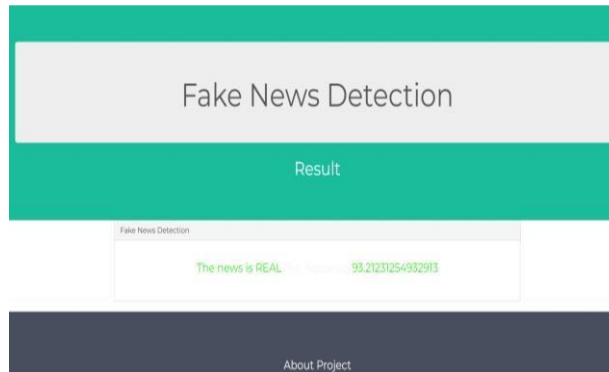 Fake News Detection
Result
Fake News Detection
The news is REAL 93.21231254932913
About Project